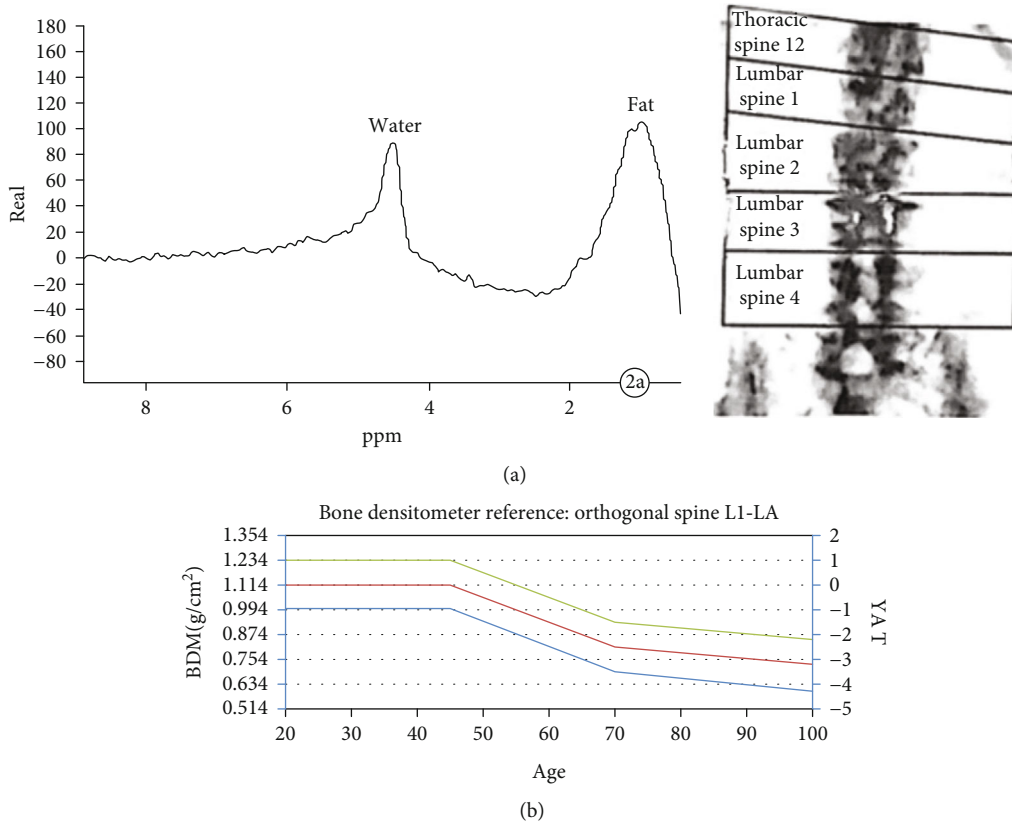 180
160
140
120
100
80
60
40
20
0
−20
−40
−60
−80
Real
Water
Fat
8
6
4
2
2a
ppm
Thoracic
spine 12
Lumbar
spine 1
Lumbar
spine 2
Lumbar
spine 3
Lumbar
spine 4
(a)
Bone densitometer reference: orthogonal spine L1-LA
1.354
1.234
1.114
0.994
0.874
0.754
0.634
0.514
BDM(g/cm²)
2
1
0
−1
−2
−3
−4
−5
YA T
20
30
40
50
60
70
80
90
100
Age
(b)